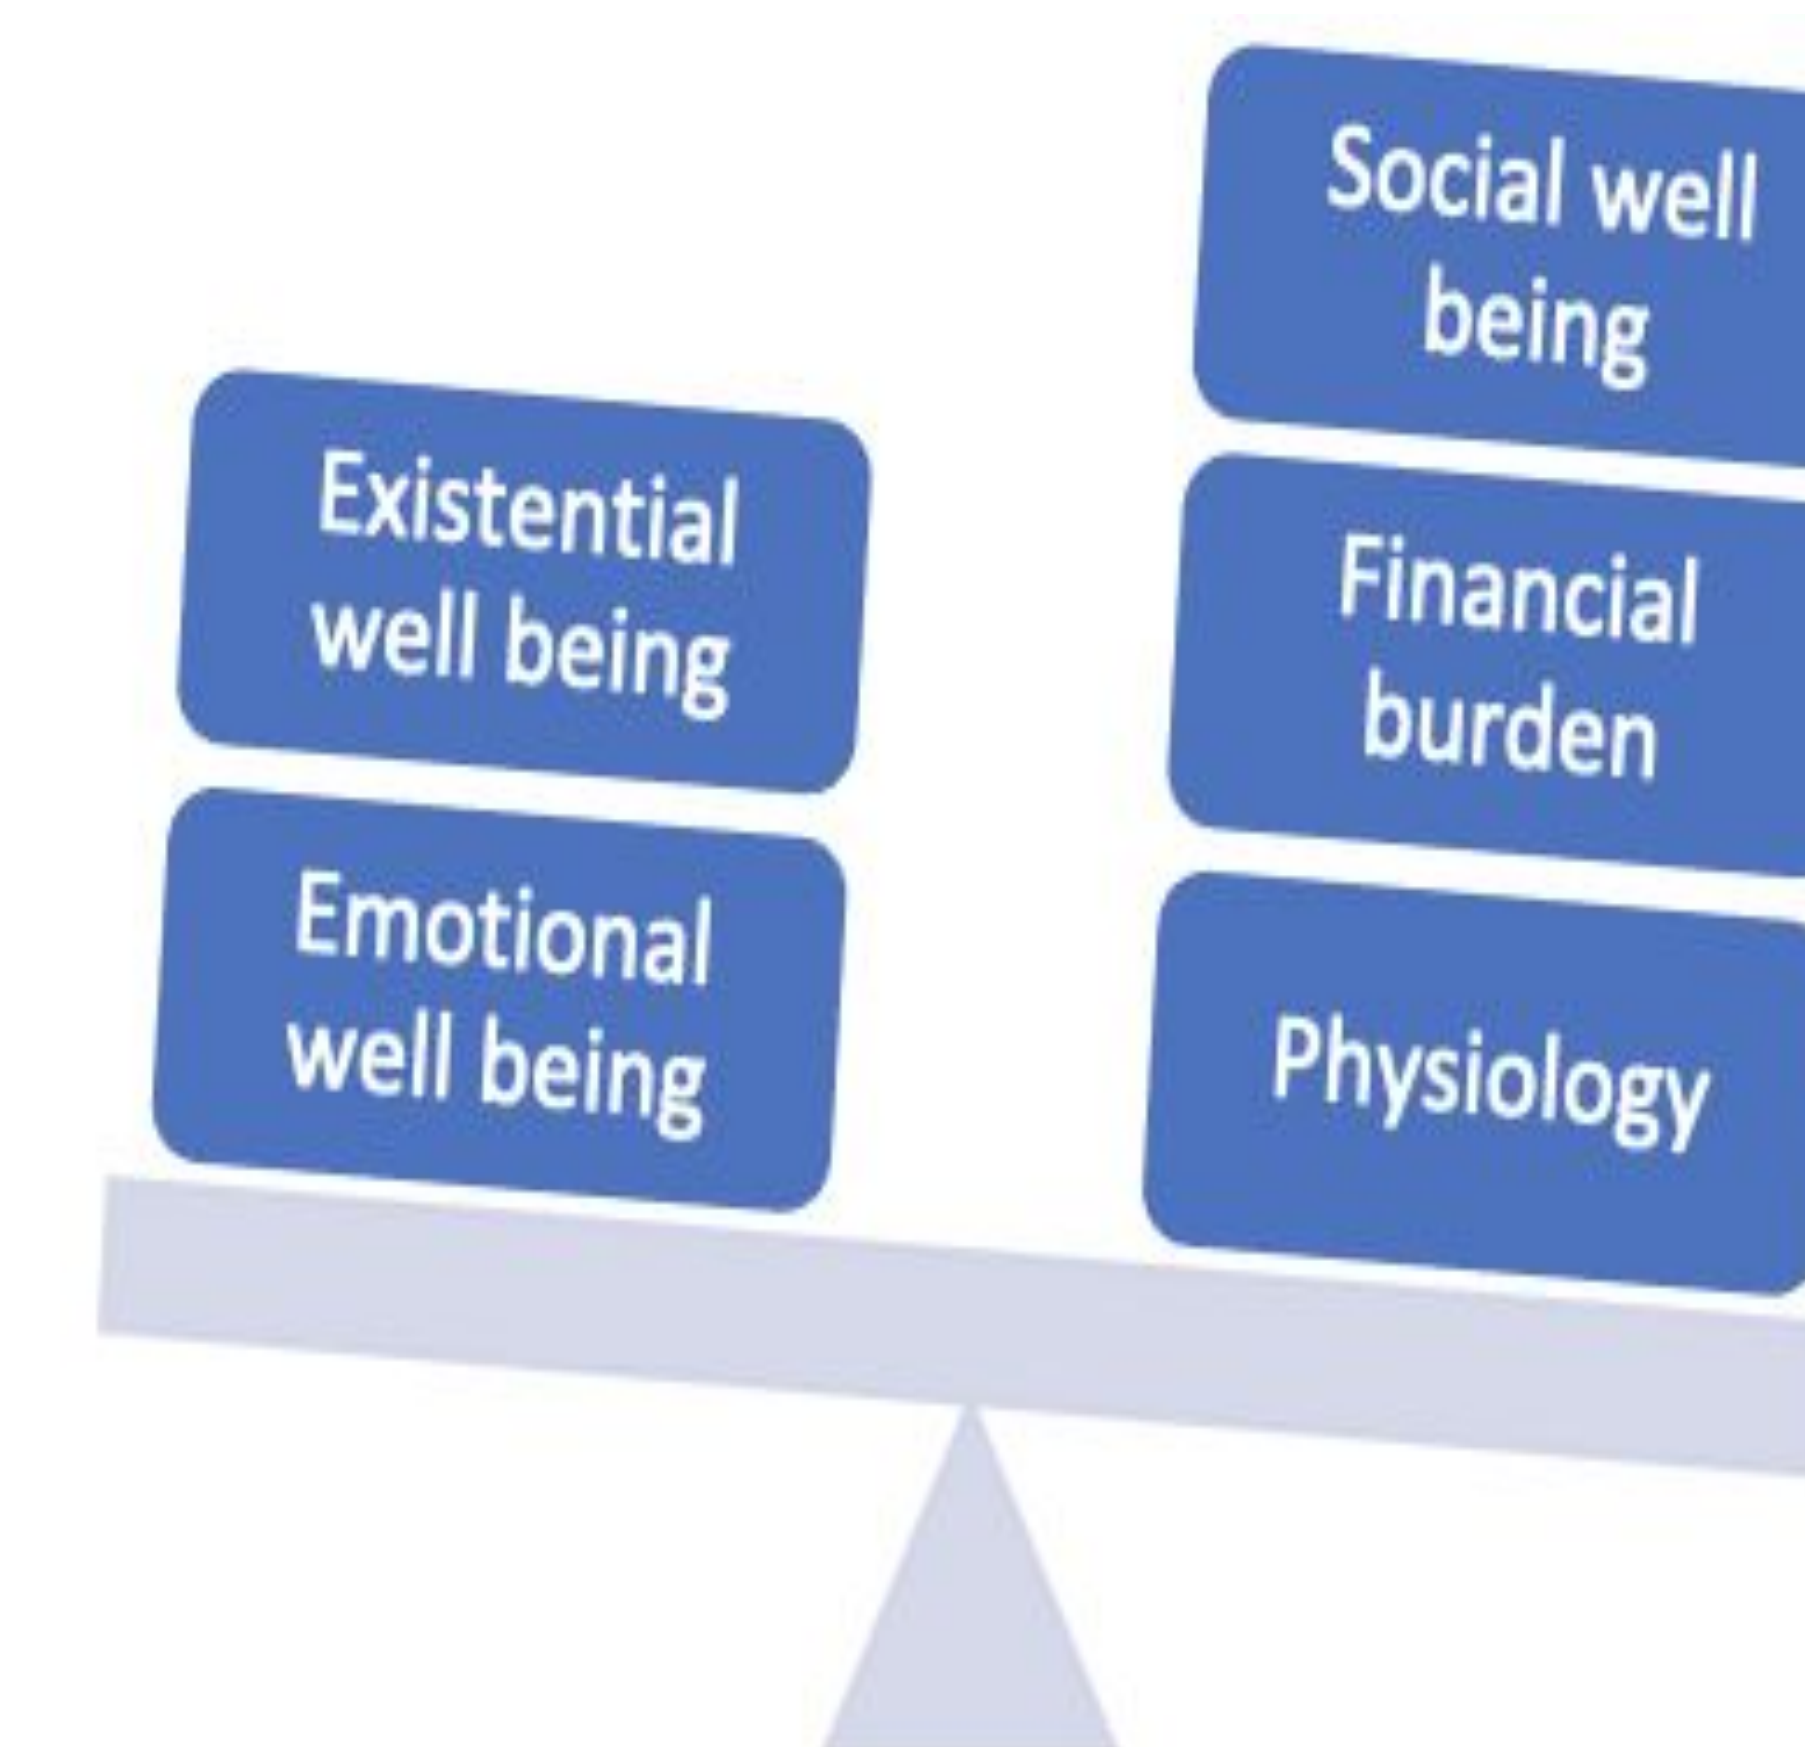 Existential
well being
Emotional
well being
Social well
being
Financial
burden
Physiology